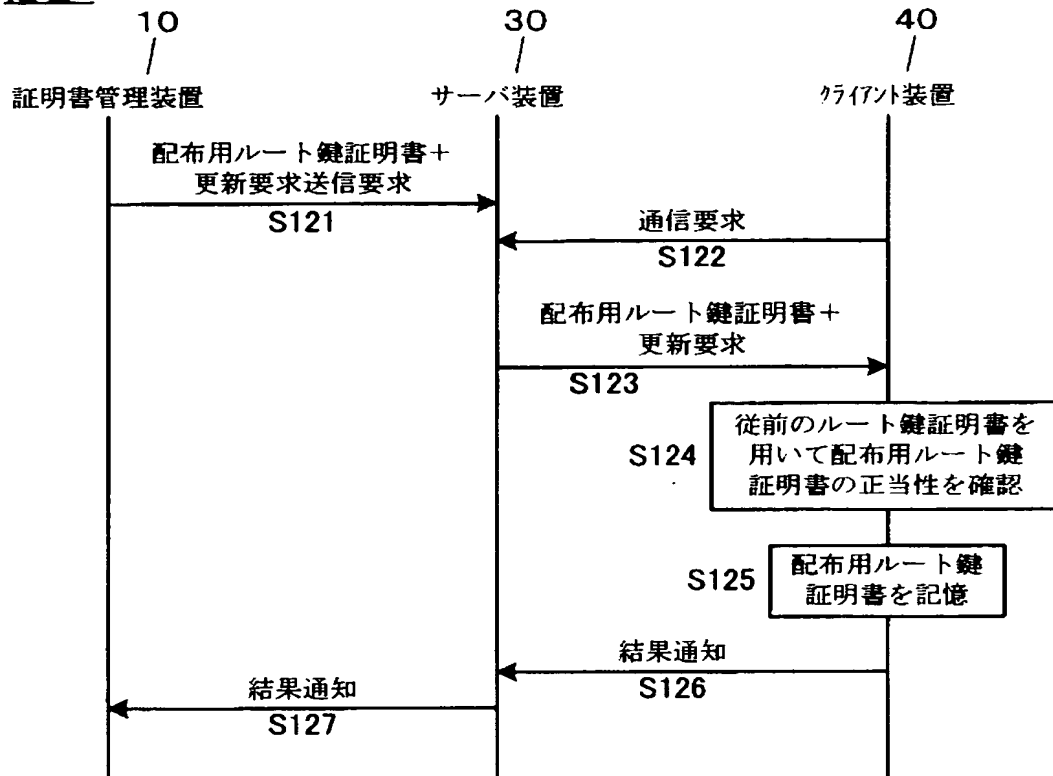 10
30
40
証明書管理装置
サーバ装置
クライアント装置
配布用ルート鍵証明書+
更新要求送信要求
S121
通信要求
S122
配布用ルート鍵証明書+
更新要求
S123
S124
従前のルート鍵証明書を
用いて配布用ルート鍵
証明書の正当性を確認
S125
配布用ルート鍵
証明書を記憶
結果通知
S126
結果通知
S127